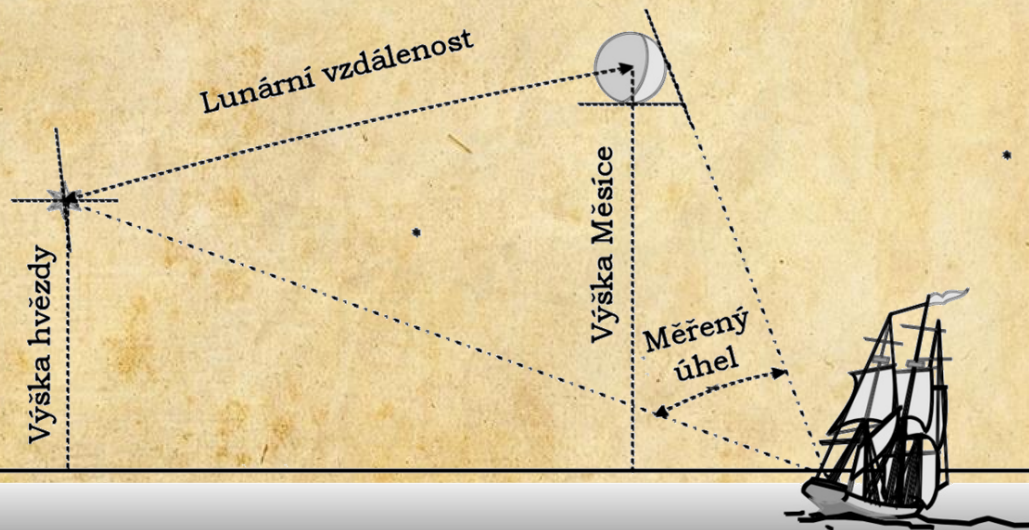 Lunární vzdálenost
Výška hvězdy
Výška Měsíce
Měřený
úhel